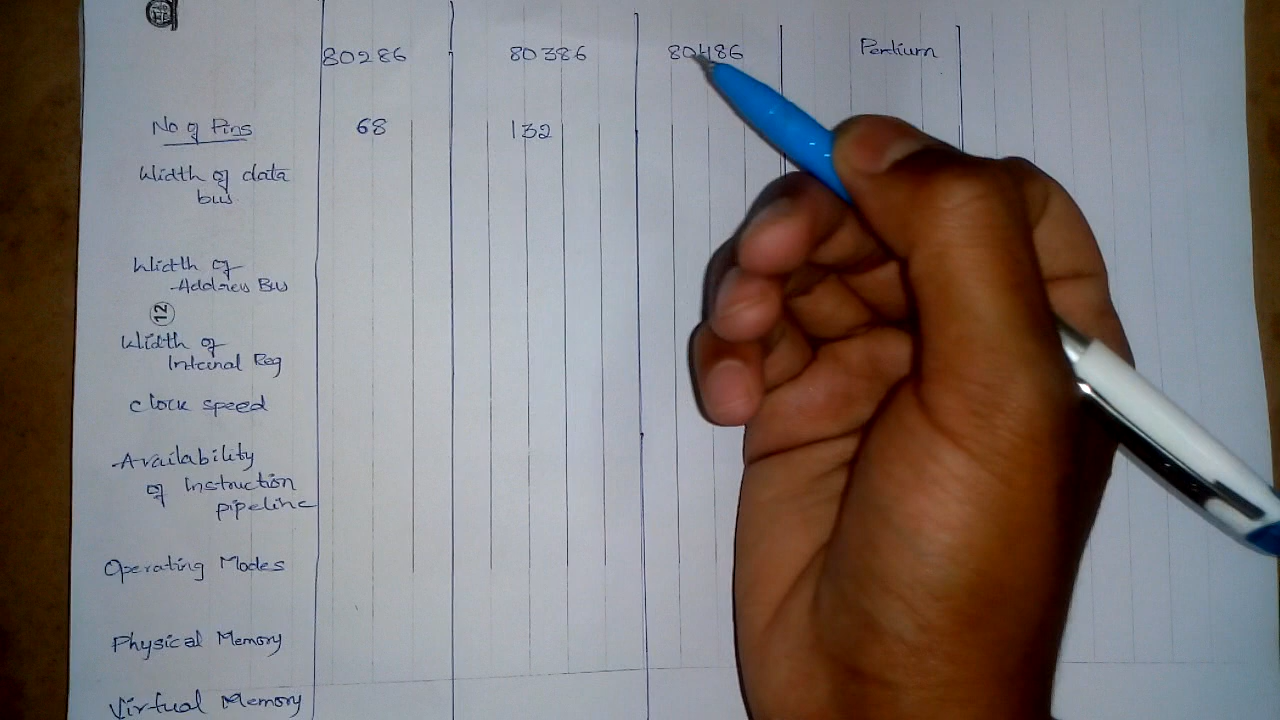 80286 80386 80486 Pentium
No of Pins 68 132
Width of data
bus
Width of
Address Bus
12
Width of
Internal Reg
Clock speed
Availability
of Instruction
pipeline
Operating Modes
Physical Memory
Virtual Memory